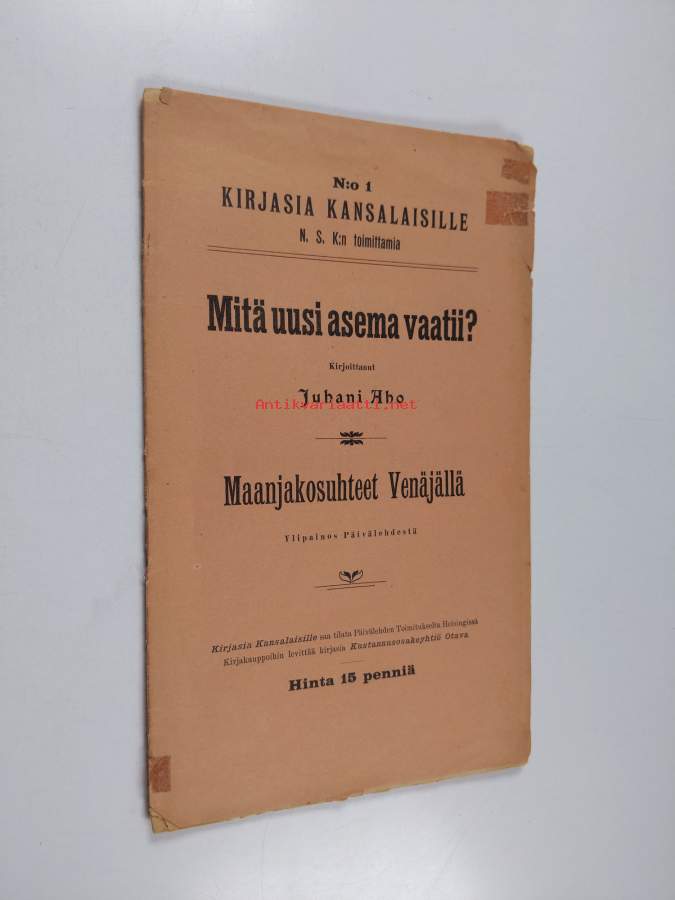 N:o 1
KIRJASIA KANSALAISILLE
N. S. K:n toimittamia
Mitä uusi asema vaatii?
Kirjoittanut
Juhani Aho
Antikvariaatti.net
Maanjakosuhteet Venäjällä
Ylipainos Päivälehdestä
Kirjasia Kansalaisille saa tilata Päivälehden Toimitukselta Helsingissä
Kirjakauppoihin levittää kirjasia Kustannusosakeyhtiö Otava
Hinta 15 penniä